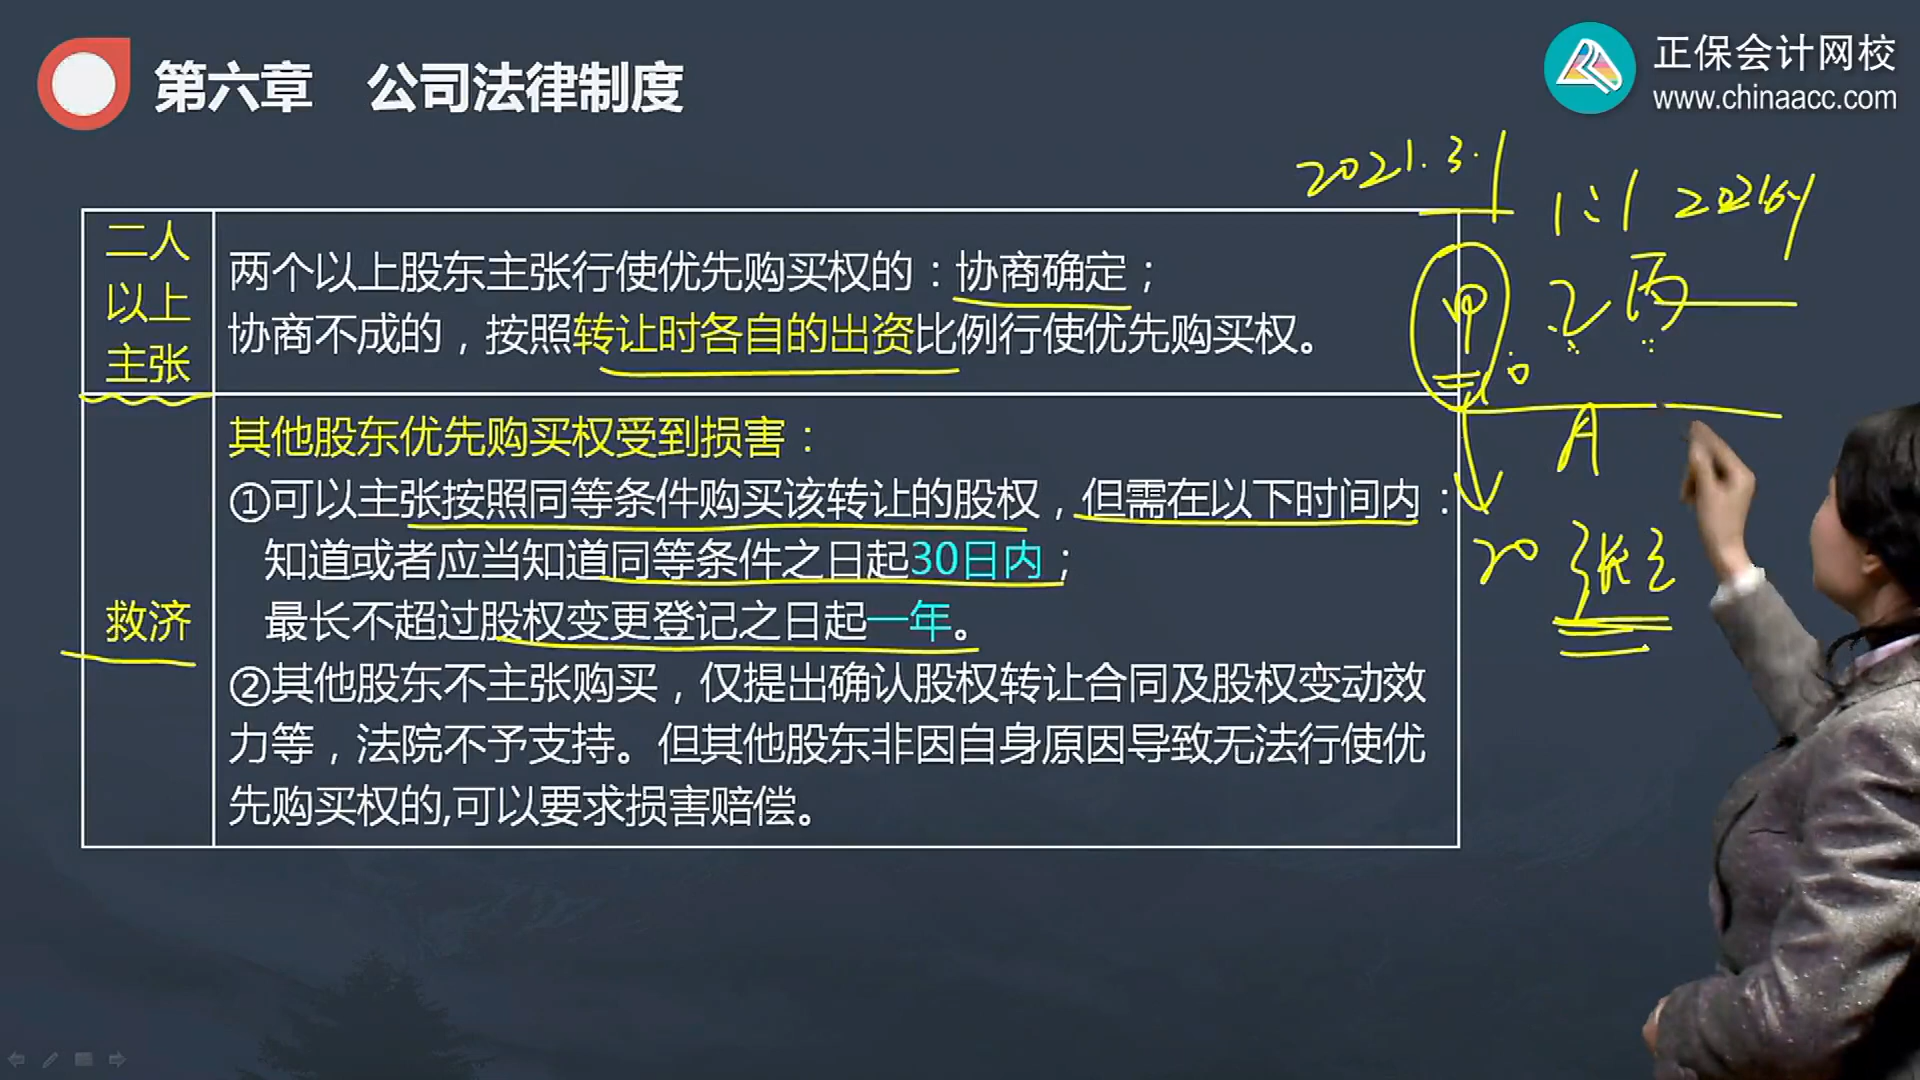 第六章 公司法律制度
正保会计网校
www.chinaacc.com
2021.3.1
1:1
二人
以上
主张
两个以上股东主张行使优先购买权的：协商确定；
协商不成的，按照转让时各自的出资比例行使优先购买权。
甲 乙 丙
A
20 张三
救济
其他股东优先购买权受到损害：
①可以主张按照同等条件购买该转让的股权，但需在以下时间内：
知道或者应当知道同等条件之日起30日内；
最长不超过股权变更登记之日起一年。
②其他股东不主张购买，仅提出确认股权转让合同及股权变动效
力等，法院不予支持。但其他股东非因自身原因导致无法行使优
先购买权的,可以要求损害赔偿。